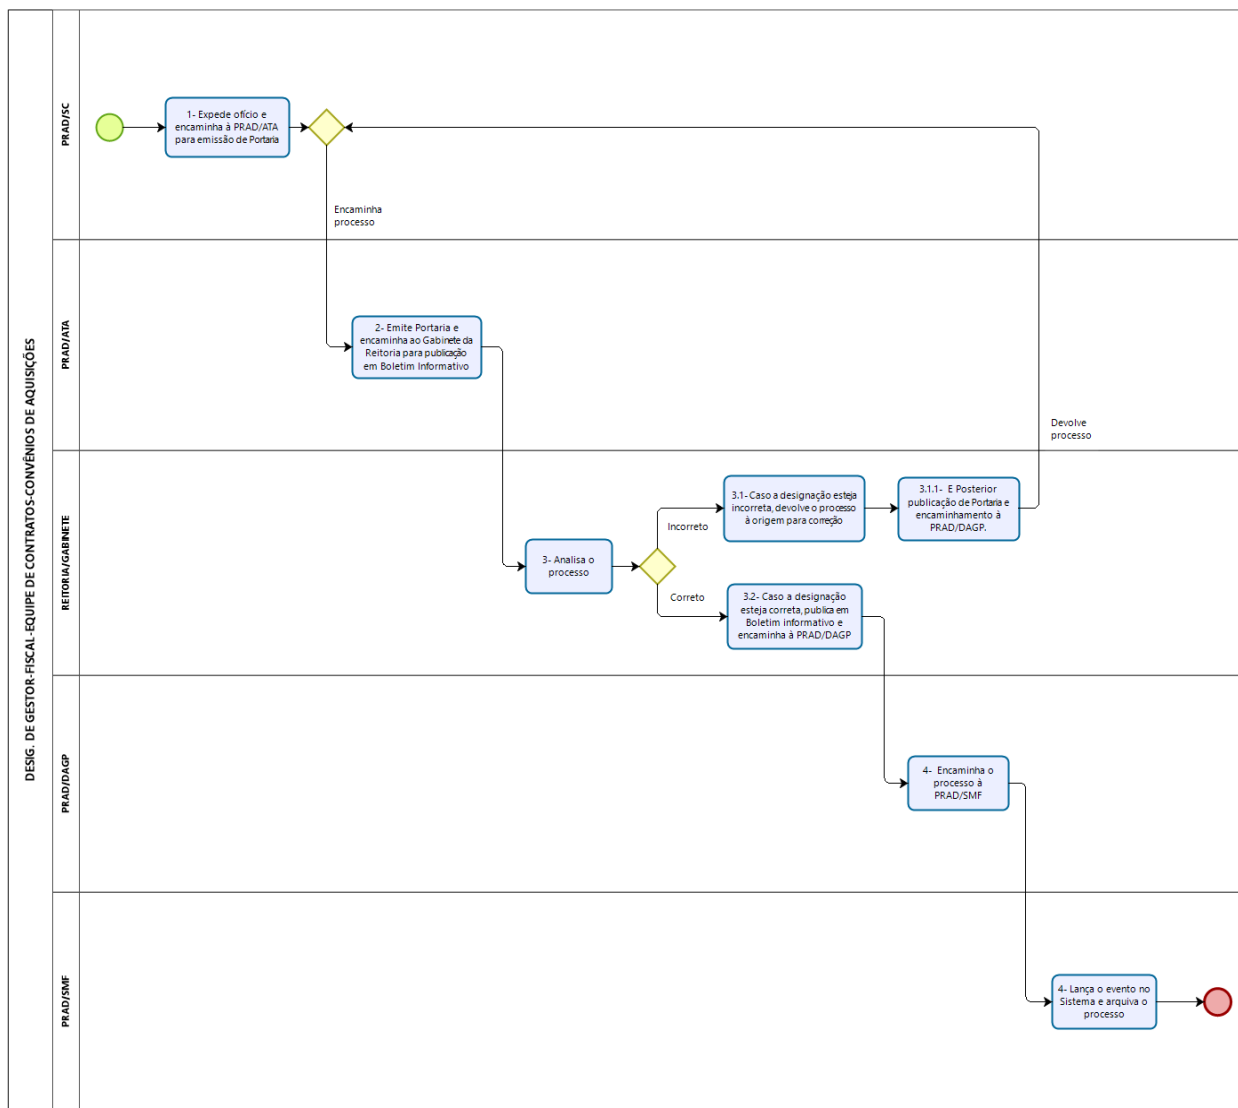 DESIG. DE GESTOR-FISCAL-EQUIPE DE CONTRATOS-CONVÊNIOS DE AQUISIÇÕES
PRAD/SC
1- Expede ofício e
encaminha à PRAD/ATA
para emissão de Portaria
Encaminha
processo
PRAD/ATA
2- Emite Portaria e
encaminha ao Gabinete da
Reitoria para publicação
em Boletim Informativo
Devolve
processo
REITORIA/GABINETE
3- Analisa o
processo
Incorreto
Correto
3.1- Caso a designação esteja
incorreta, devolve o processo
à origem para correção
3.1.1- E Posterior
publicação de Portaria e
encaminhamento à
PRAD/DAGP.
3.2- Caso a designação
esteja correta, publica em
Boletim informativo e
encaminha à PRAD/DAGP
PRAD/DAGP
4- Encaminha o
processo à
PRAD/SMF
PRAD/SMF
4- Lança o evento no
Sistema e arquiva o
processo